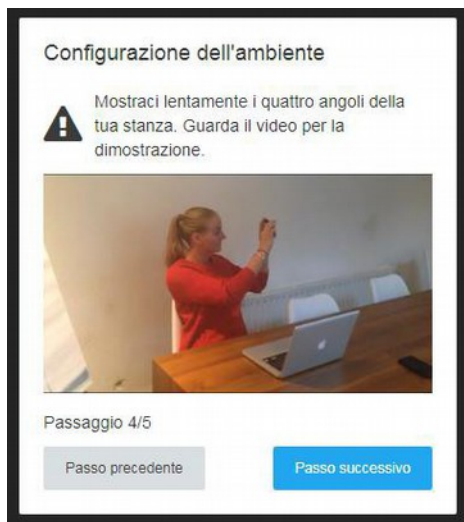 Configurazione dell'ambiente
Mostraci lentamente i quattro angoli della
tua stanza. Guarda il video per la
dimostrazione.
Passaggio 4/5
Passo precedente
Passo successivo